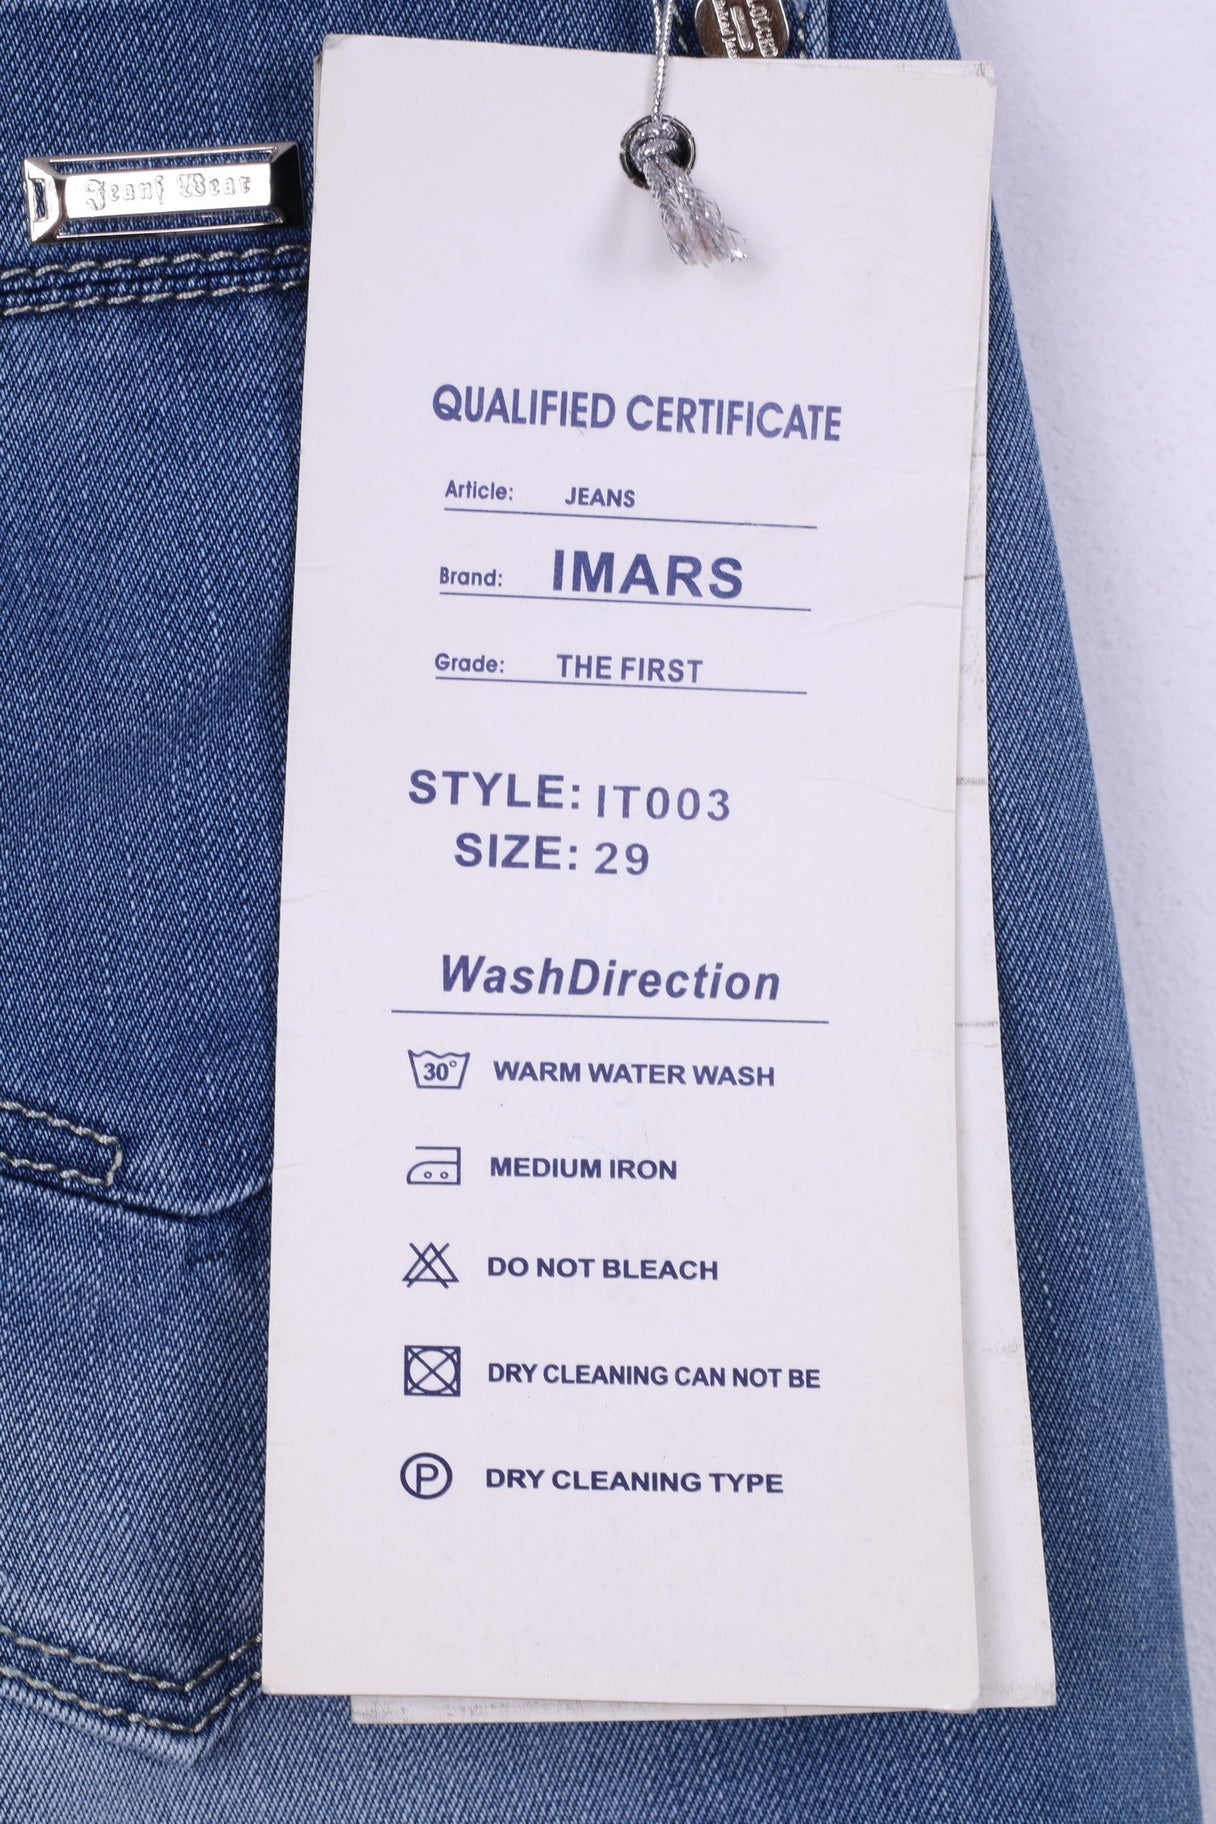 Jeans Wear
QUALIFIED CERTIFICATE
Article: JEANS
Brand: IMARS
Grade: THE FIRST
STYLE: IT003
SIZE: 29
WashDirection
30° WARM WATER WASH
MEDIUM IRON
DO NOT BLEACH
DRY CLEANING CAN NOT BE
P DRY CLEANING TYPE